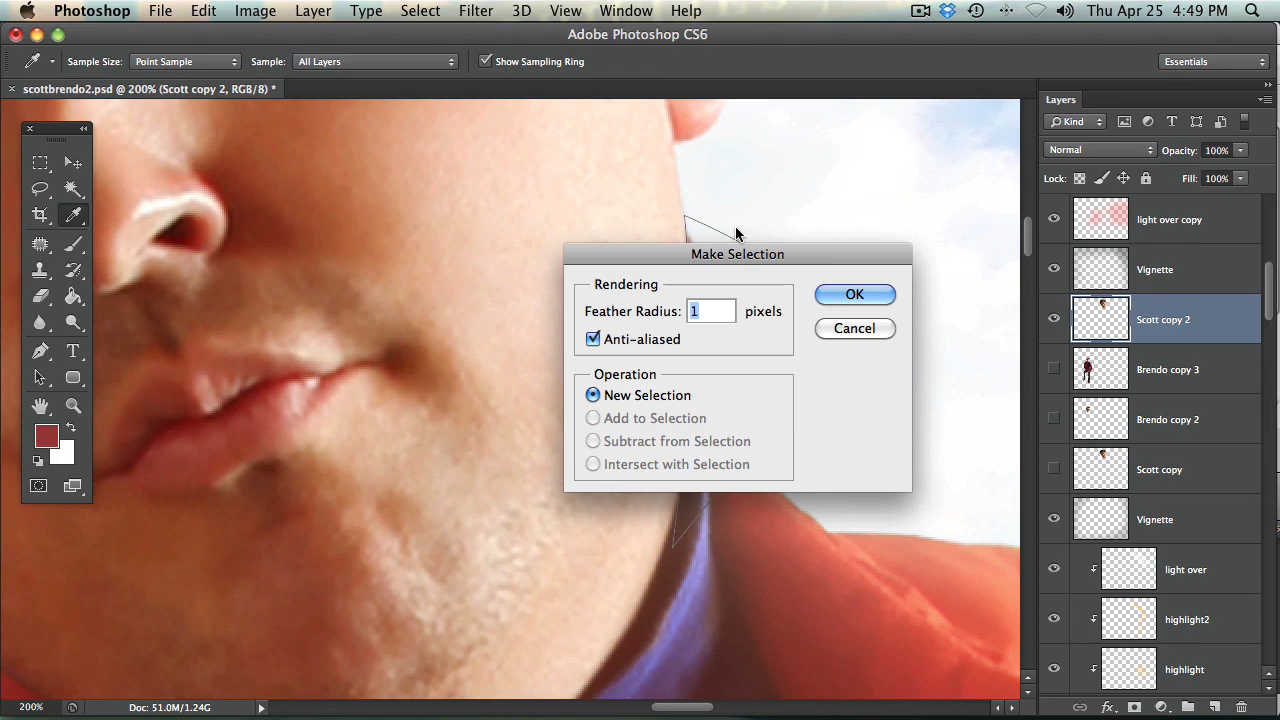 Photoshop File Edit Image Layer Type Select Filter 3D View Window Help Thu Apr 25 4:49 PM
Adobe Photoshop CS6
Sample Size: Point Sample Sample: All Layers Show Sampling Ring Essentials
scottbrendo2.psd @ 200% (Scott copy 2, RGB/8) *
Layers
Kind
Normal Opacity: 100%
Lock: Fill: 100%
light over copy
Vignette
Scott copy 2
Brendo copy 3
Brendo copy 2
Scott copy
Vignette
light over
highlight2
highlight
Make Selection
Rendering
Feather Radius: 1 pixels
Anti-aliased
OK
Cancel
Operation
New Selection
Add to Selection
Subtract from Selection
Intersect with Selection
200% Doc: 51.0M/1.24G